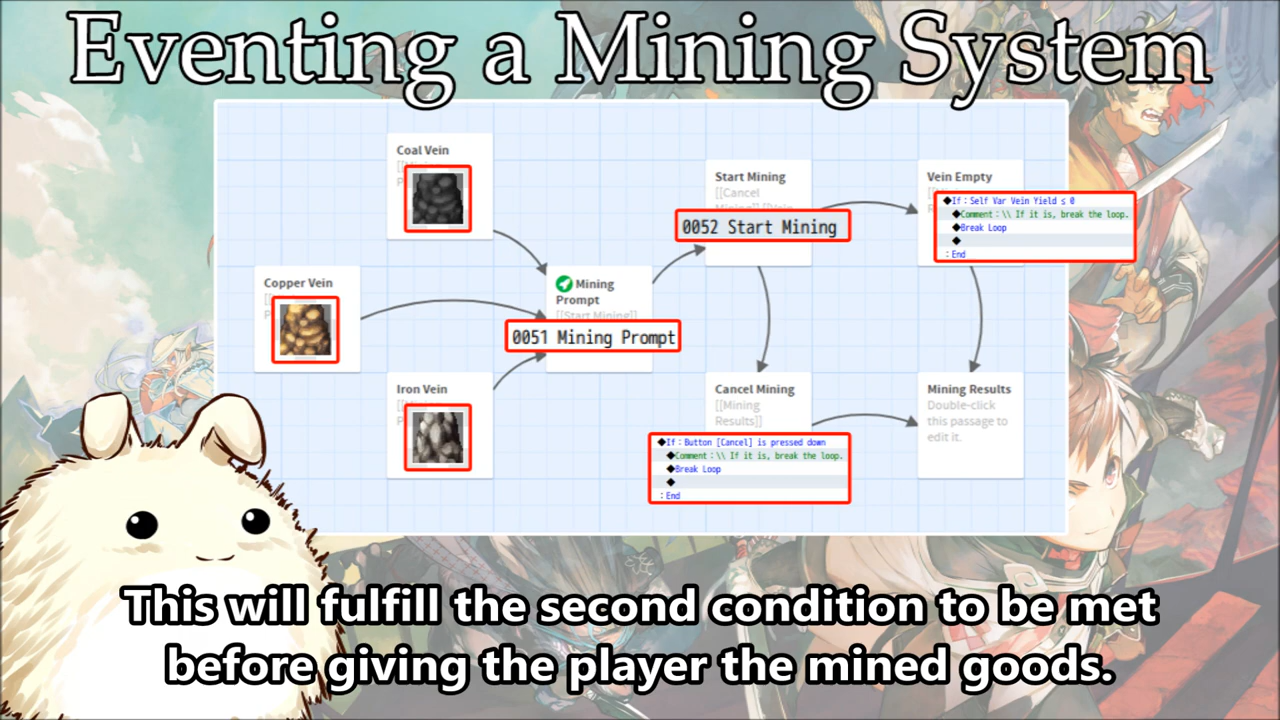 Eventing a Mining System
Coal Vein
Start Mining
[[Cancel
0052 Start Mining
Vein Empty
◆If : Self Var Vein Yield ≤ 0
◆Comment : \\ If it is, break the loop.
◆Break Loop
◆
: End
Copper Vein
Mining
Prompt
[[Start Mining]]
0051 Mining Prompt
Iron Vein
Cancel Mining
[[Mining
Results]]
◆If : Button [Cancel] is pressed down
◆Comment : \\ If it is, break the loop.
◆Break Loop
◆
: End
Mining Results
Double-click
this passage to
edit it.
This will fulfill the second condition to be met
before giving the player the mined goods.